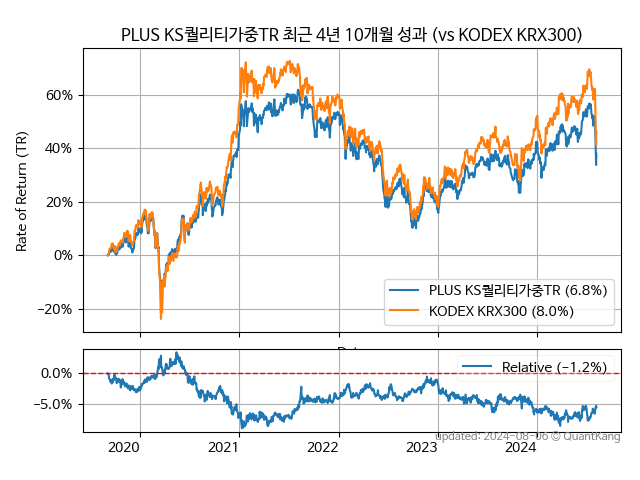 PLUS KS퀄리티가중TR 최근 4년 10개월 성과 (vs KODEX KRX300)
Rate of Return (TR)
60%
40%
20%
0%
−20%
PLUS KS퀄리티가중TR (6.8%)
KODEX KRX300 (8.0%)
0.0%
−5.0%
Relative (−1.2%)
2020 2021 2022 2023 2024
updated: 2024-08-06 © QuantKang